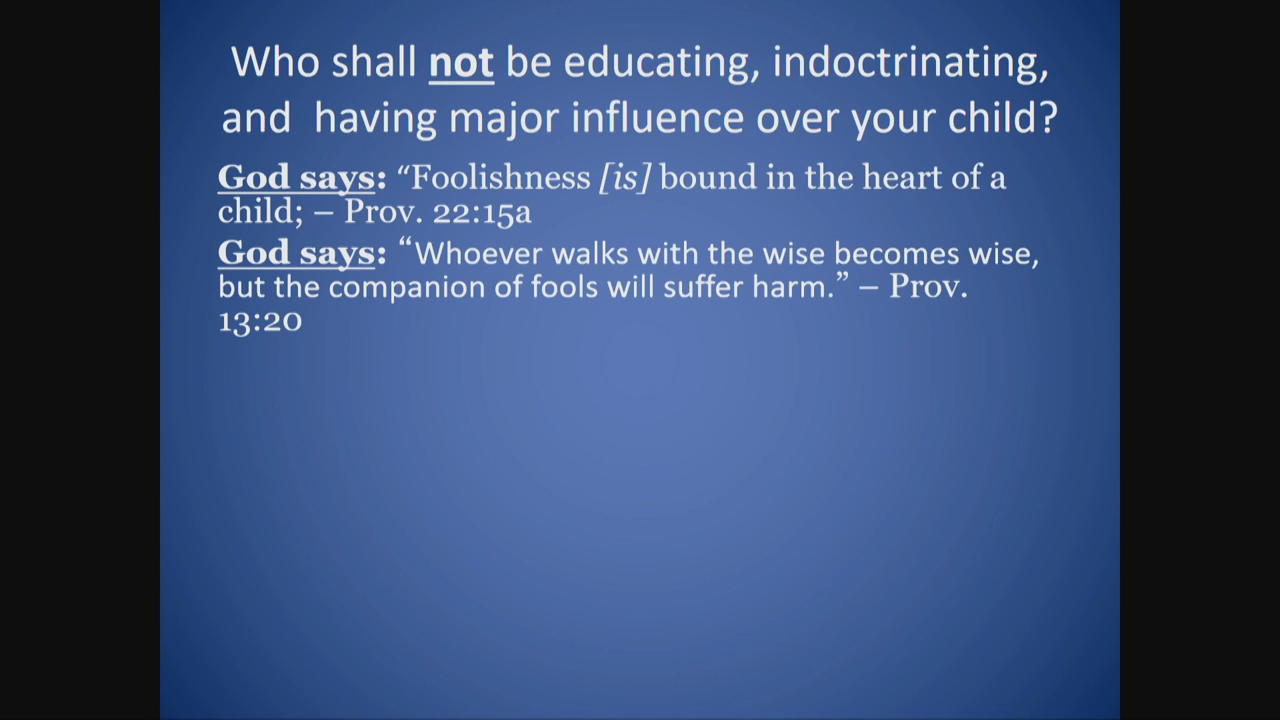 Who shall not be educating, indoctrinating,
and  having major influence over your child?
God says: “Foolishness [is] bound in the heart of a
child; – Prov. 22:15a
God says: “Whoever walks with the wise becomes wise,
but the companion of fools will suffer harm.” – Prov.
13:20